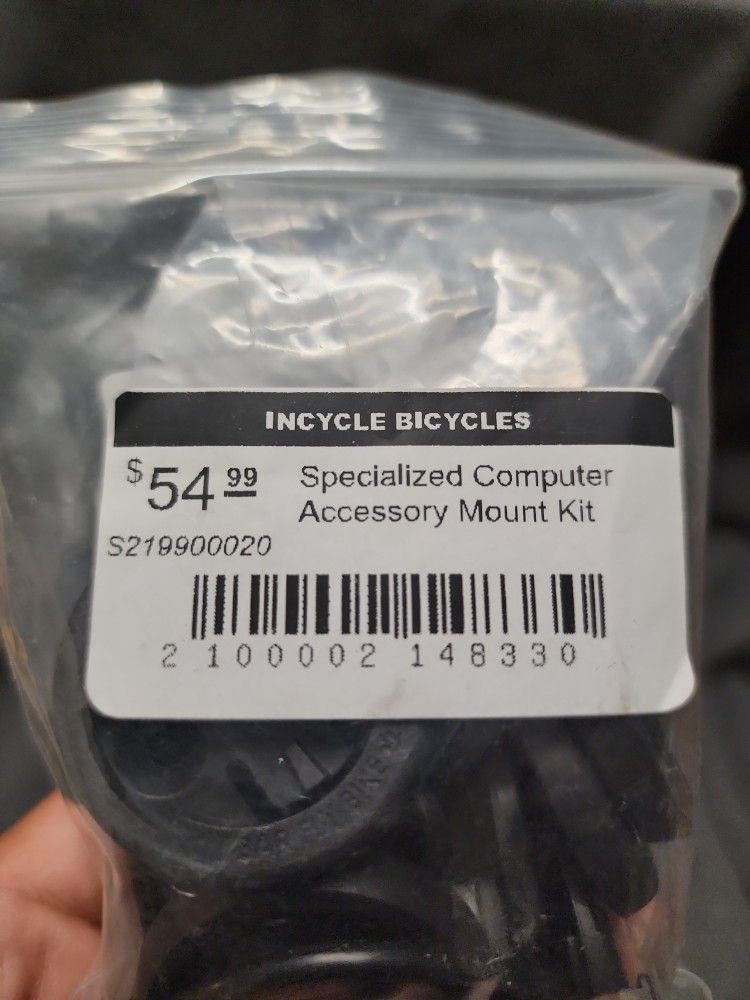 INCYCLE BICYCLES
$54.99 Specialized Computer
Accessory Mount Kit
S219900020
2 100002 148330